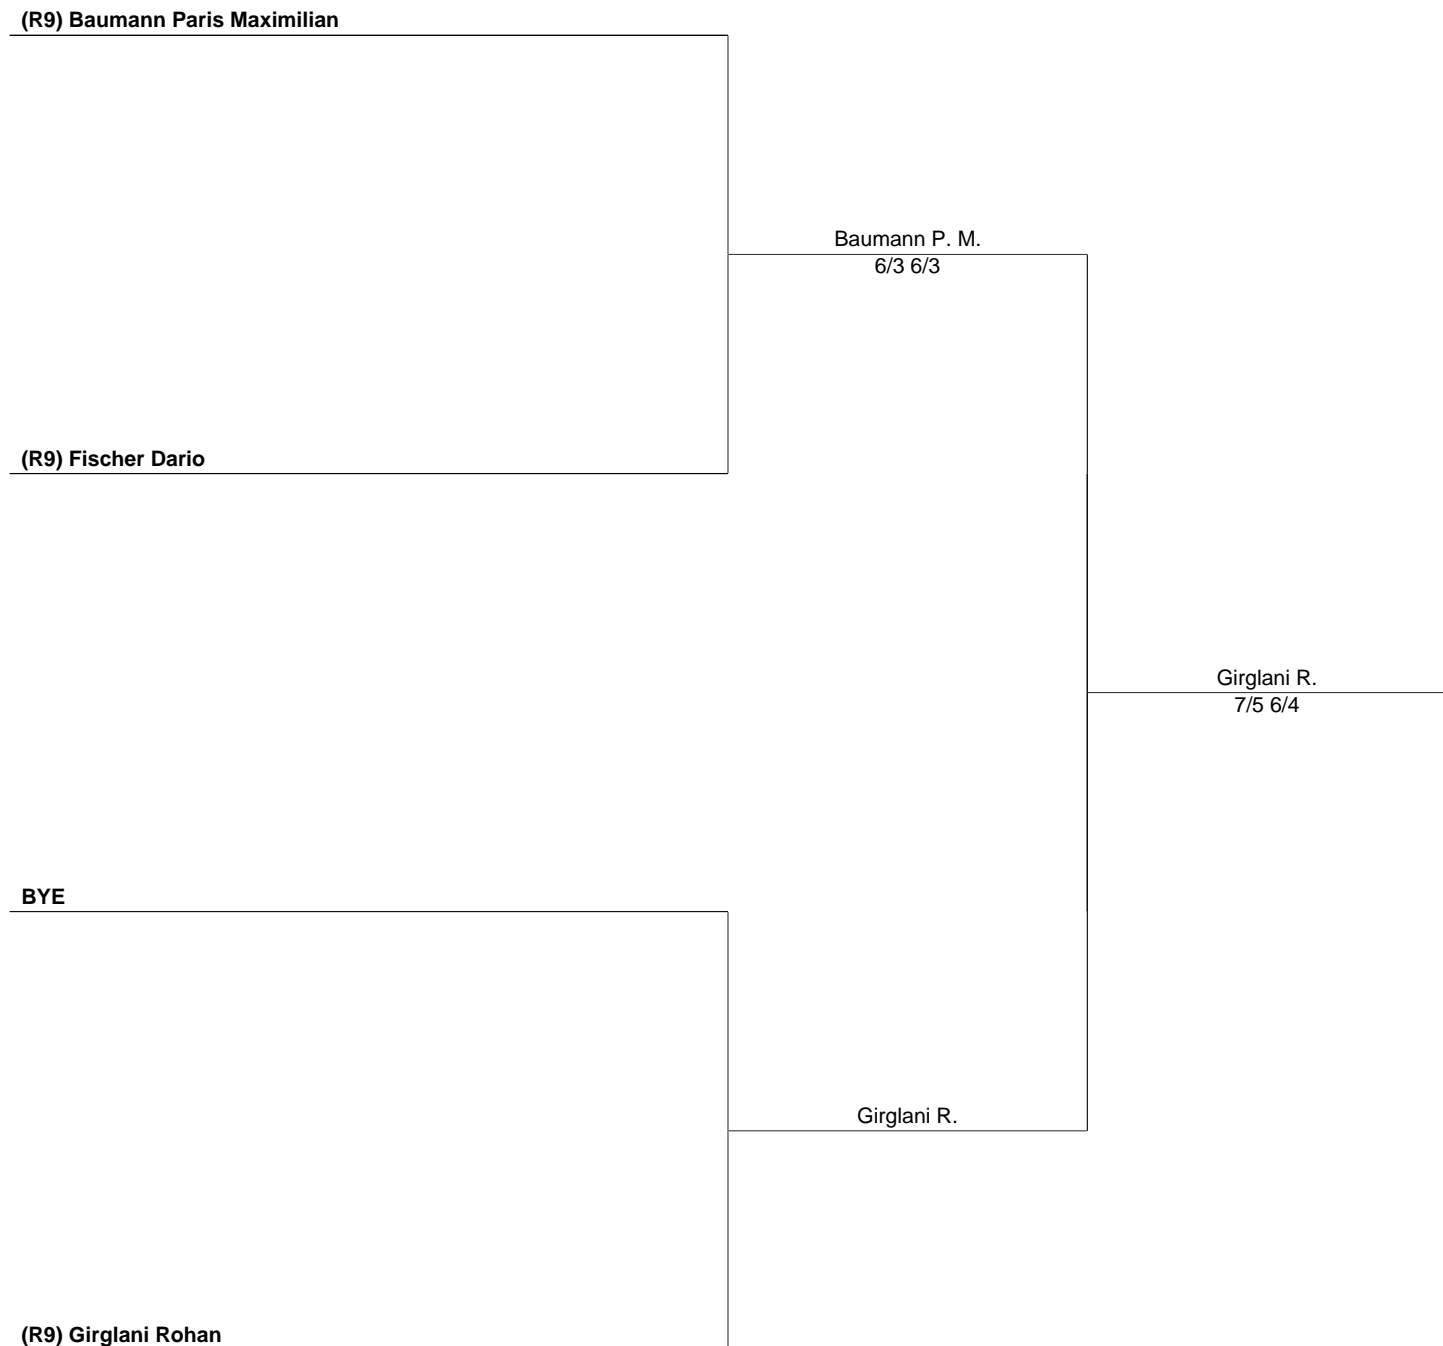 (R9) Baumann Paris Maximilian
Baumann P. M.
6/3 6/3
(R9) Fischer Dario
Girglani R.
7/5 6/4
BYE
Girglani R.
(R9) Girglani Rohan